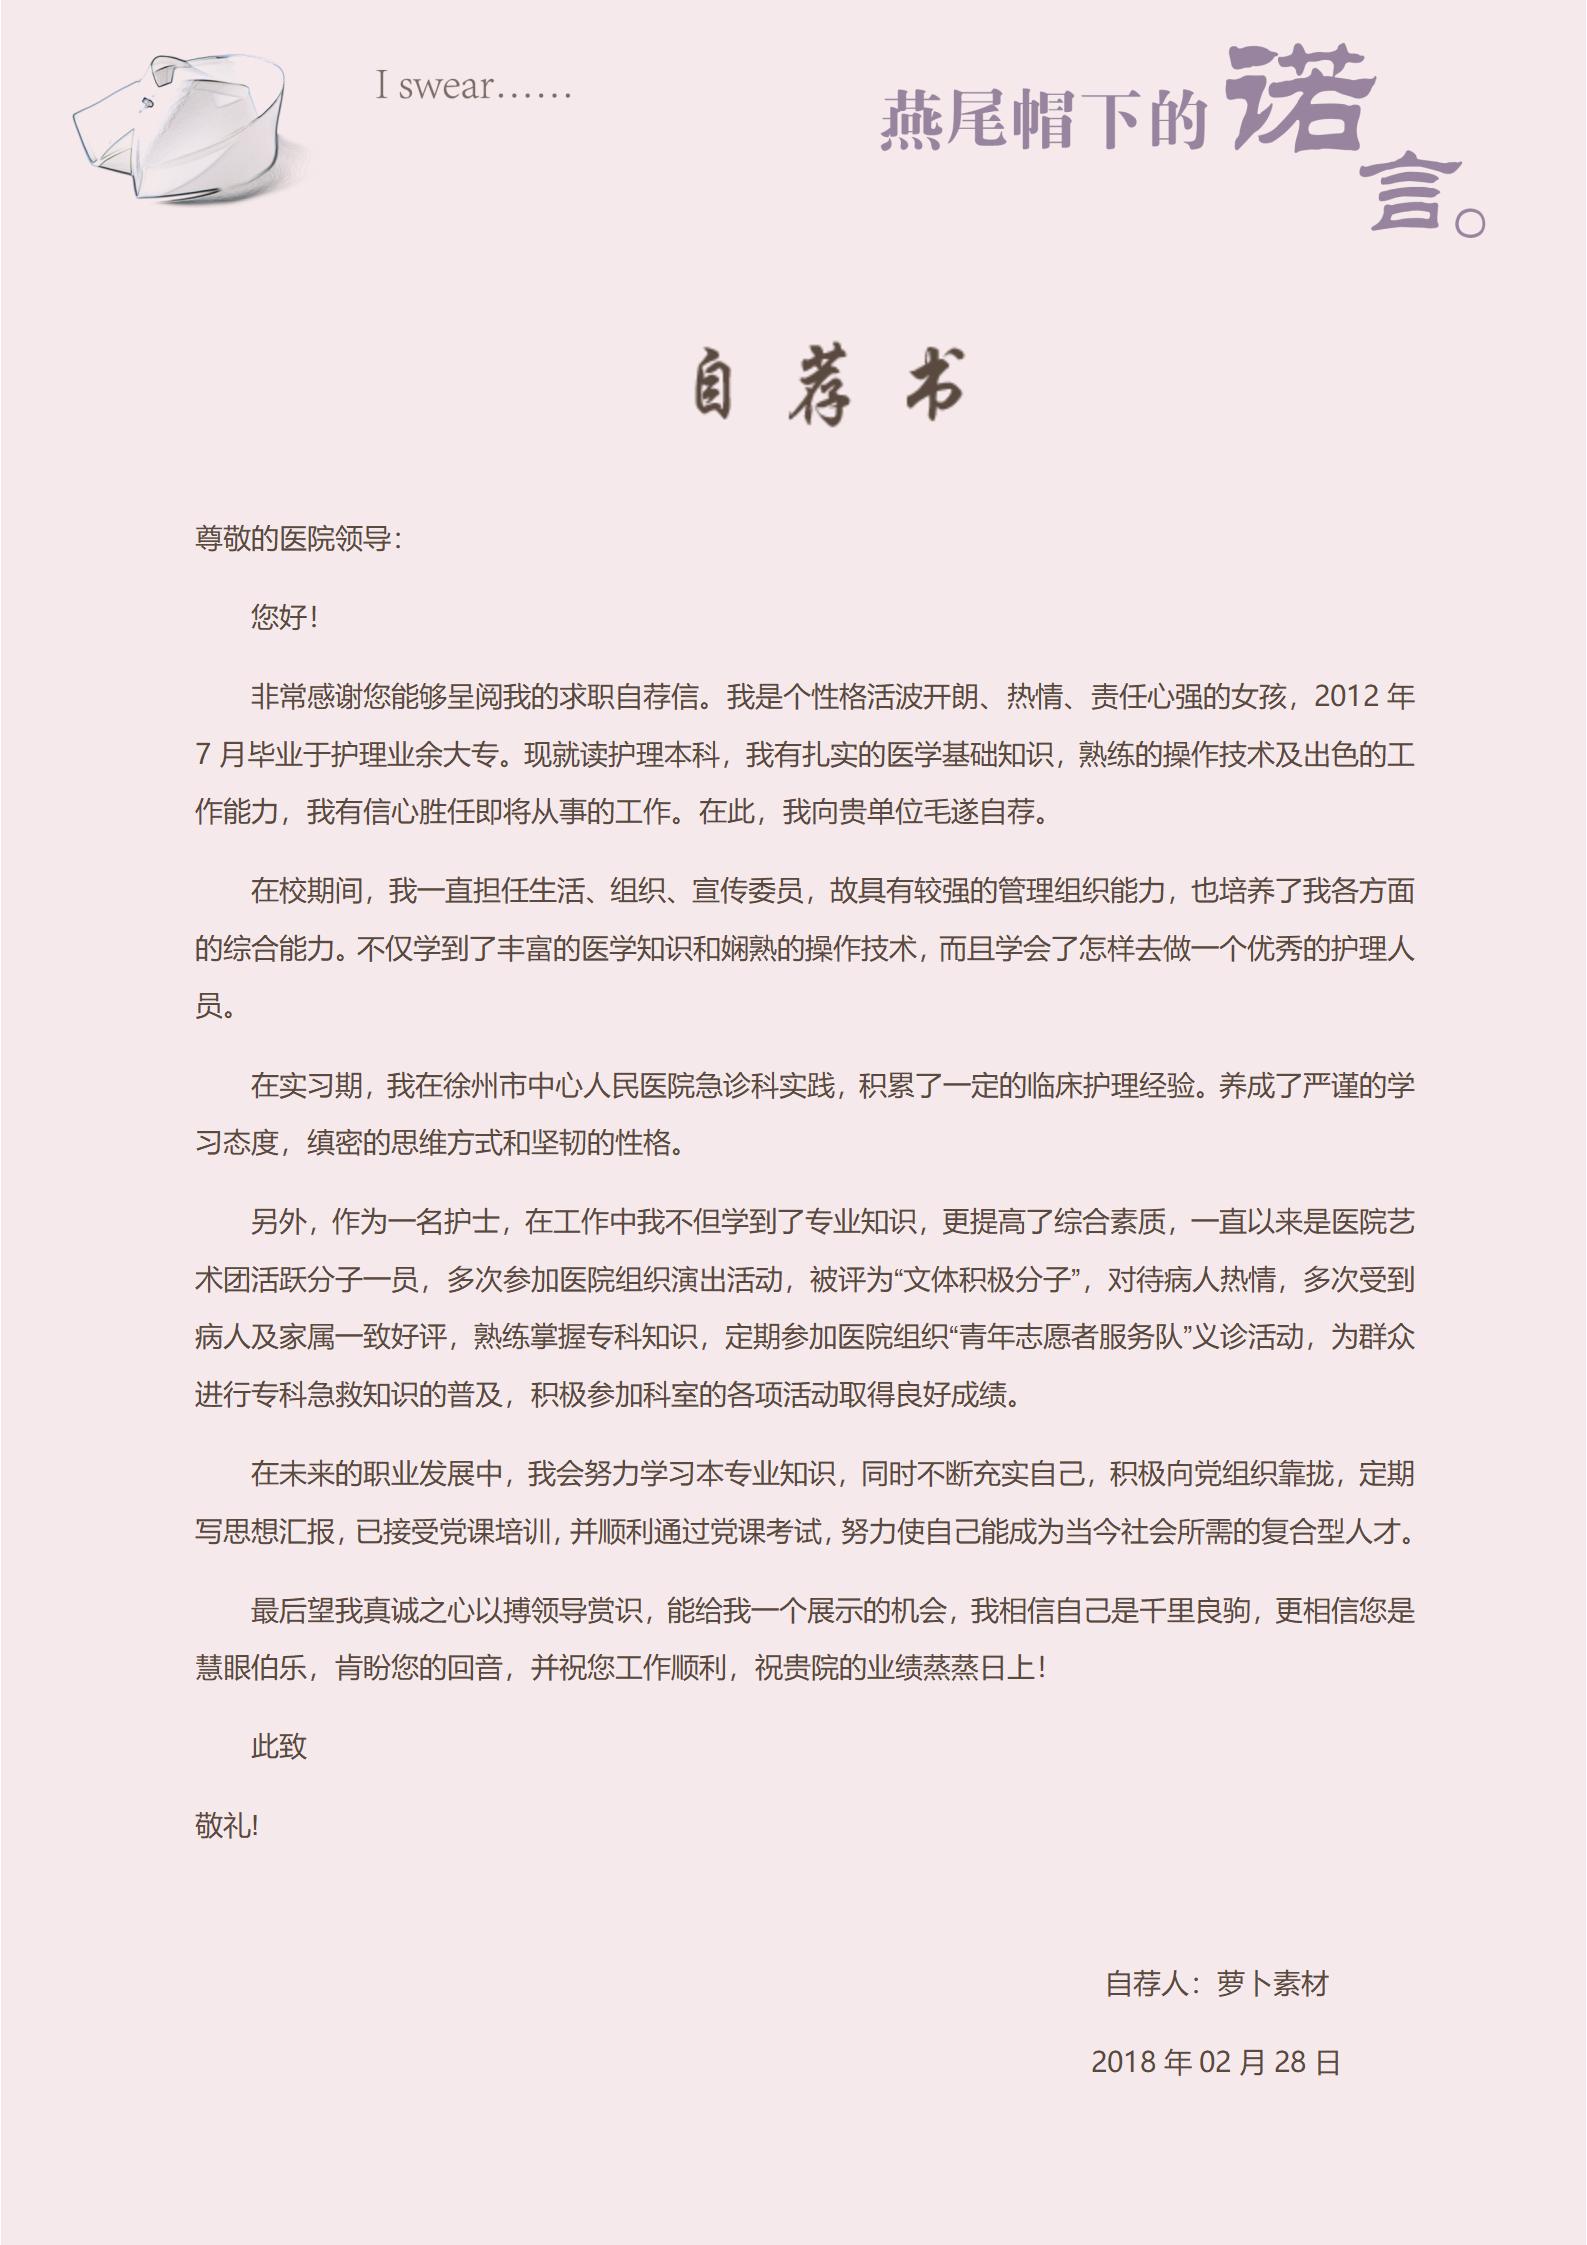 I swear……
燕尾帽下的诺言。
自荐书
尊敬的医院领导：
您好！
非常感谢您能够呈阅我的求职自荐信。我是个性格活波开朗、热情、责任心强的女孩，2012 年
7 月毕业于护理业余大专。现就读护理本科，我有扎实的医学基础知识，熟练的操作技术及出色的工
作能力，我有信心胜任即将从事的工作。在此，我向贵单位毛遂自荐。
在校期间，我一直担任生活、组织、宣传委员，故具有较强的管理组织能力，也培养了我各方面
的综合能力。不仅学到了丰富的医学知识和娴熟的操作技术，而且学会了怎样去做一个优秀的护理人
员。
在实习期，我在徐州市中心人民医院急诊科实践，积累了一定的临床护理经验。养成了严谨的学
习态度，缜密的思维方式和坚韧的性格。
另外，作为一名护士，在工作中我不但学到了专业知识，更提高了综合素质，一直以来是医院艺
术团活跃分子一员，多次参加医院组织演出活动，被评为“文体积极分子”，对待病人热情，多次受到
病人及家属一致好评，熟练掌握专科知识，定期参加医院组织“青年志愿者服务队”义诊活动，为群众
进行专科急救知识的普及，积极参加科室的各项活动取得良好成绩。
在未来的职业发展中，我会努力学习本专业知识，同时不断充实自己，积极向党组织靠拢，定期
写思想汇报，已接受党课培训，并顺利通过党课考试，努力使自己能成为当今社会所需的复合型人才。
最后望我真诚之心以搏领导赏识，能给我一个展示的机会，我相信自己是千里良驹，更相信您是
慧眼伯乐，肯盼您的回音，并祝您工作顺利，祝贵院的业绩蒸蒸日上！
此致
敬礼!
自荐人：萝卜素材
2018 年 02 月 28 日